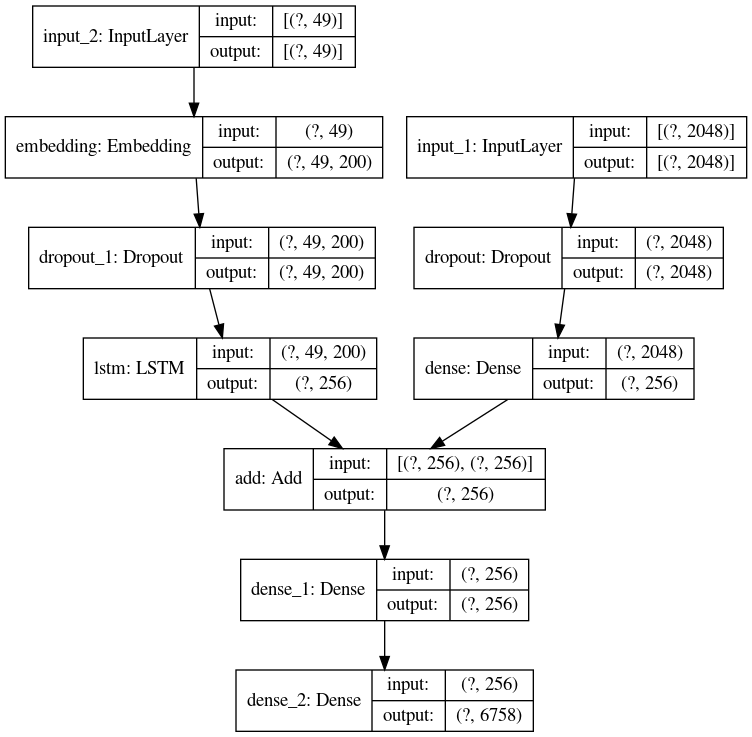 input_2: InputLayer
input: [(?, 49)]
output: [(?, 49)]
embedding: Embedding
input: (?, 49)
output: (?, 49, 200)
input_1: InputLayer
input: [(?, 2048)]
output: [(?, 2048)]
dropout_1: Dropout
input: (?, 49, 200)
output: (?, 49, 200)
dropout: Dropout
input: (?, 2048)
output: (?, 2048)
lstm: LSTM
input: (?, 49, 200)
output: (?, 256)
dense: Dense
input: (?, 2048)
output: (?, 256)
add: Add
input: [(?, 256), (?, 256)]
output: (?, 256)
dense_1: Dense
input: (?, 256)
output: (?, 256)
dense_2: Dense
input: (?, 256)
output: (?, 6758)